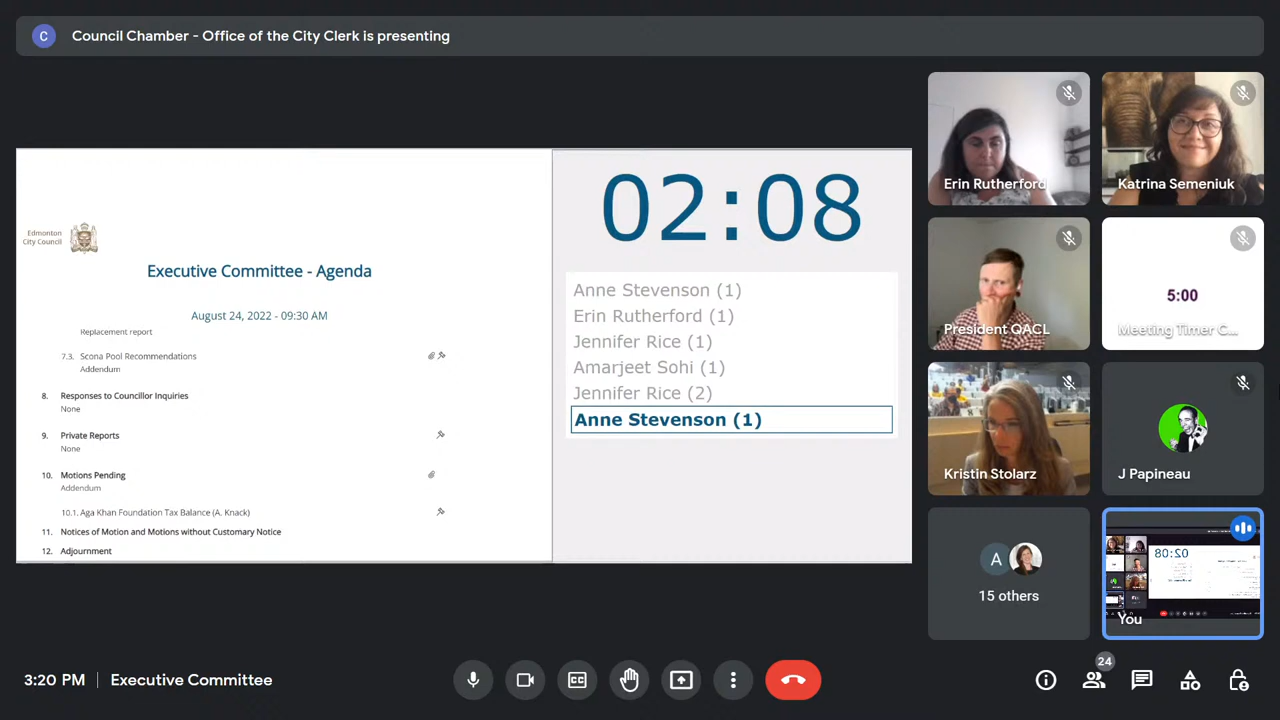 C
Council Chamber - Office of the City Clerk is presenting
Edmonton
City Council
Executive Committee - Agenda
August 24, 2022 - 09:30 AM
Replacement report
7.3. Scona Pool Recommendations
Addendum
8. Responses to Councillor Inquiries
None
9. Private Reports
None
10. Motions Pending
Addendum
10.1. Aga Khan Foundation Tax Balance (A. Knack)
11. Notices of Motion and Motions without Customary Notice
12. Adjournment
02:08
Anne Stevenson (1)
Erin Rutherford (1)
Jennifer Rice (1)
Amarjeet Sohi (1)
Jennifer Rice (2)
Anne Stevenson (1)
Erin Rutherford
Katrina Semeniuk
President QACL
5:00
Meeting Timer C...
Kristin Stolarz
J Papineau
A
15 others
02:08
You
3:20 PM | Executive Committee
24